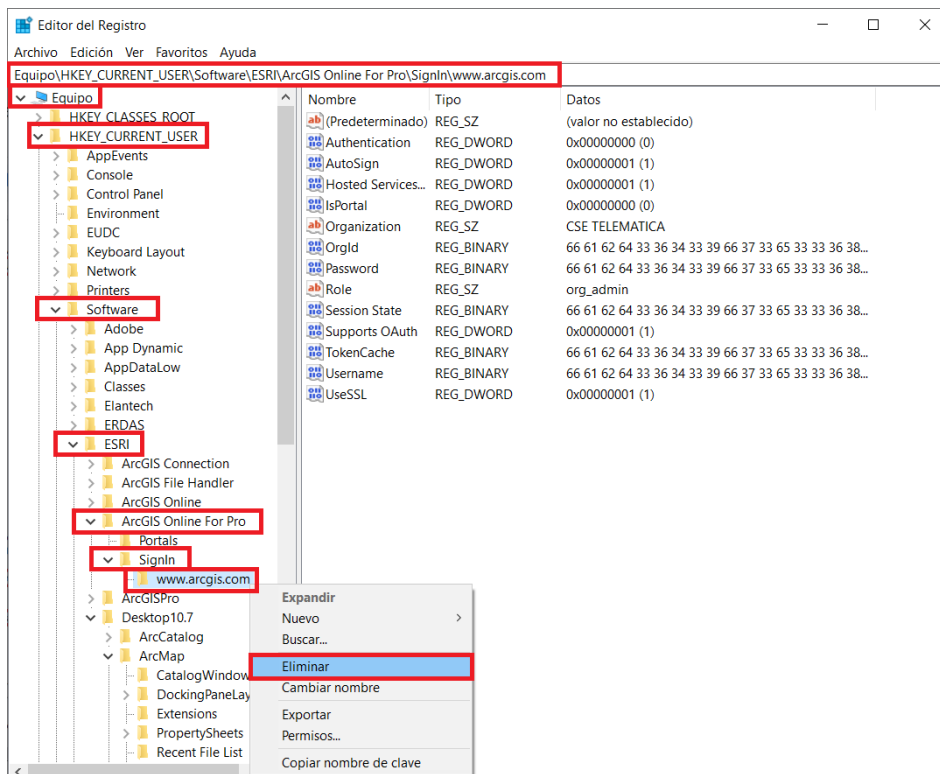 Editor del Registro
Archivo Edición Ver Favoritos Ayuda
Equipo\HKEY_CURRENT_USER\Software\ESRI\ArcGIS Online For Pro\SignIn\www.arcgis.com
Equipo
HKEY_CLASSES_ROOT
HKEY_CURRENT_USER
AppEvents
Console
Control Panel
Environment
EUDC
Keyboard Layout
Network
Printers
Software
Adobe
App Dynamic
AppDataLow
Classes
Elantech
ERDAS
ESRI
ArcGIS Connection
ArcGIS File Handler
ArcGIS Online
ArcGIS Online For Pro
Portals
SignIn
www.arcgis.com
ArcGISPro
Desktop10.7
ArcCatalog
ArcMap
CatalogWindow
DockingPaneLay
Extensions
PropertySheets
Recent File List
Nombre Tipo Datos
(Predeterminado) REG_SZ (valor no establecido)
Authentication REG_DWORD 0x00000000 (0)
AutoSign REG_DWORD 0x00000001 (1)
Hosted Services... REG_DWORD 0x00000001 (1)
IsPortal REG_DWORD 0x00000000 (0)
Organization REG_SZ CSE TELEMATICA
OrgId REG_BINARY 66 61 62 64 33 36 34 33 39 66 37 33 65 33 33 36 38...
Password REG_BINARY 66 61 62 64 33 36 34 33 39 66 37 33 65 33 33 36 38...
Role REG_SZ org_admin
Session State REG_BINARY 66 61 62 64 33 36 34 33 39 66 37 33 65 33 33 36 38...
Supports OAuth REG_DWORD 0x00000001 (1)
TokenCache REG_BINARY 66 61 62 64 33 36 34 33 39 66 37 33 65 33 33 36 38...
Username REG_BINARY 66 61 62 64 33 36 34 33 39 66 37 33 65 33 33 36 38...
UseSSL REG_DWORD 0x00000001 (1)
Expandir
Nuevo
Buscar...
Eliminar
Cambiar nombre
Exportar
Permisos...
Copiar nombre de clave